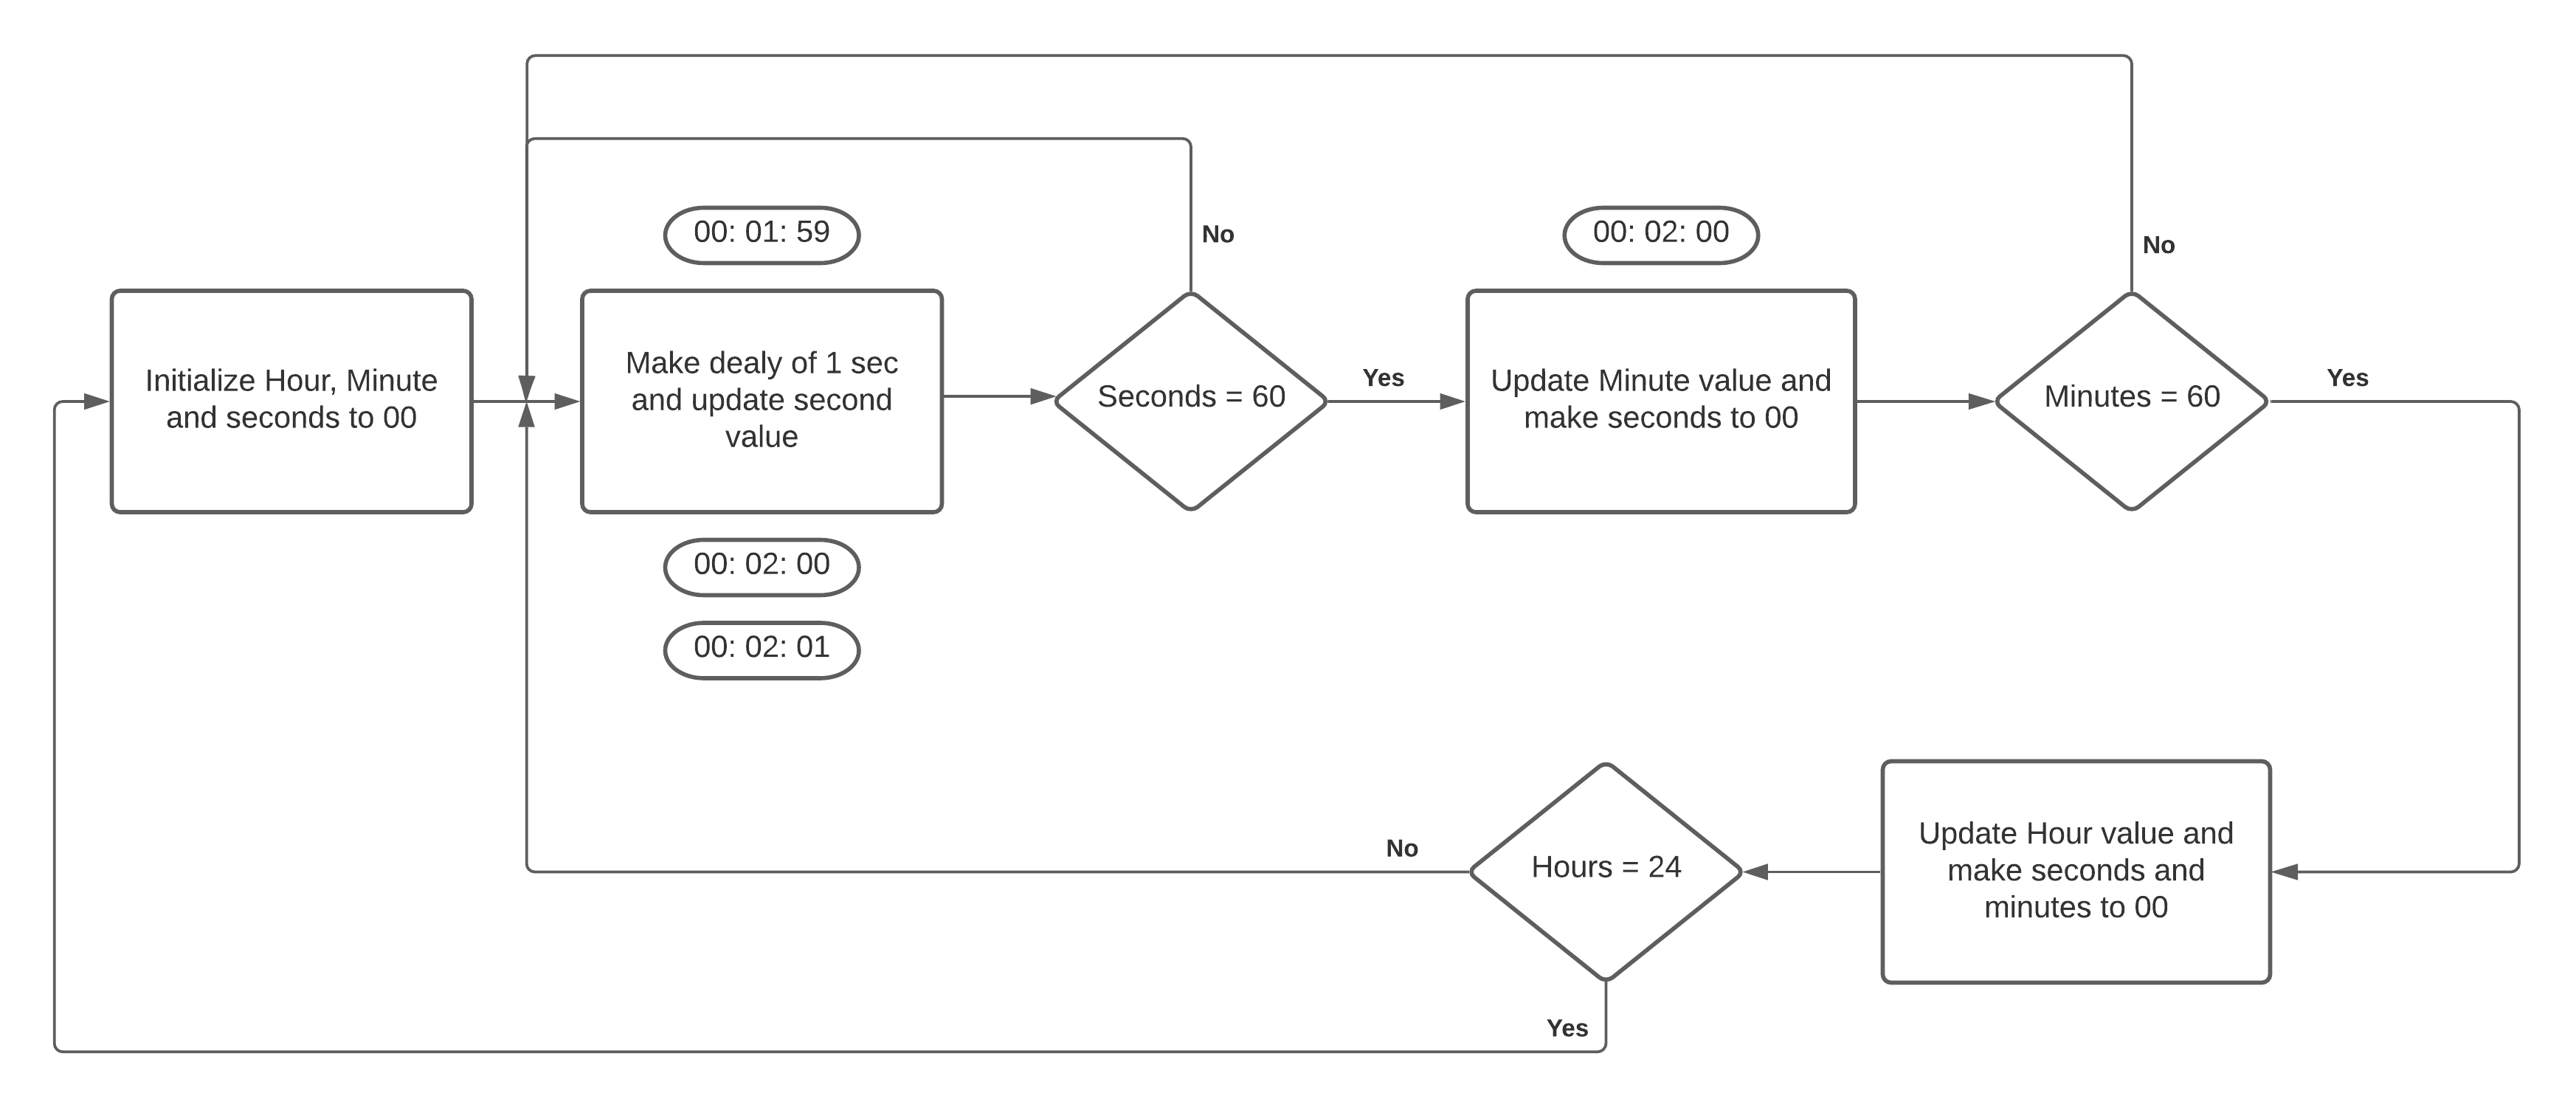 No
00: 01: 59
00: 02: 00
No
Initialize Hour, Minute
and seconds to 00
Make dealy of 1 sec
and update second
value
Seconds = 60
Yes
Update Minute value and
make seconds to 00
Minutes = 60
Yes
00: 02: 00
00: 02: 01
No
Hours = 24
Update Hour value and
make seconds and
minutes to 00
Yes